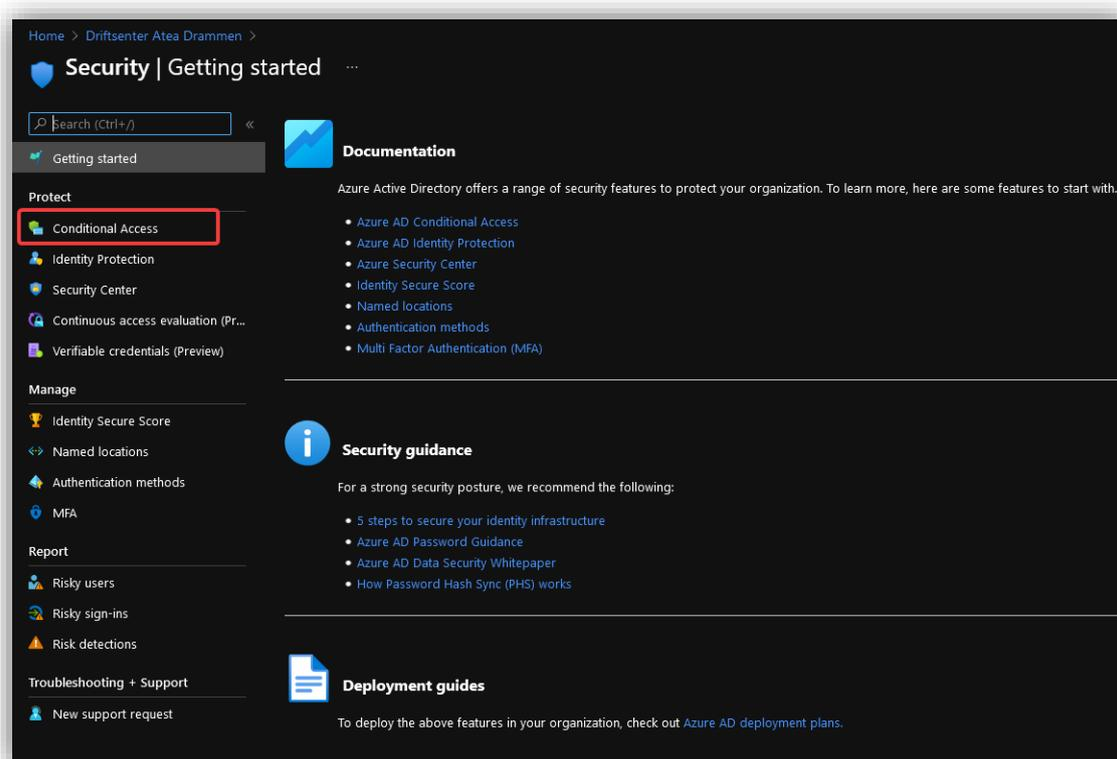 Home > Driftsenter Atea Drammen >
Security | Getting started ...
Search (Ctrl+/) «
Getting started
Protect
Conditional Access
Identity Protection
Security Center
Continuous access evaluation (Pr...
Verifiable credentials (Preview)
Manage
Identity Secure Score
Named locations
Authentication methods
MFA
Report
Risky users
Risky sign-ins
Risk detections
Troubleshooting + Support
New support request
Documentation
Azure Active Directory offers a range of security features to protect your organization. To learn more, here are some features to start with.
• Azure AD Conditional Access
• Azure AD Identity Protection
• Azure Security Center
• Identity Secure Score
• Named locations
• Authentication methods
• Multi Factor Authentication (MFA)
Security guidance
For a strong security posture, we recommend the following:
• 5 steps to secure your identity infrastructure
• Azure AD Password Guidance
• Azure AD Data Security Whitepaper
• How Password Hash Sync (PHS) works
Deployment guides
To deploy the above features in your organization, check out Azure AD deployment plans.